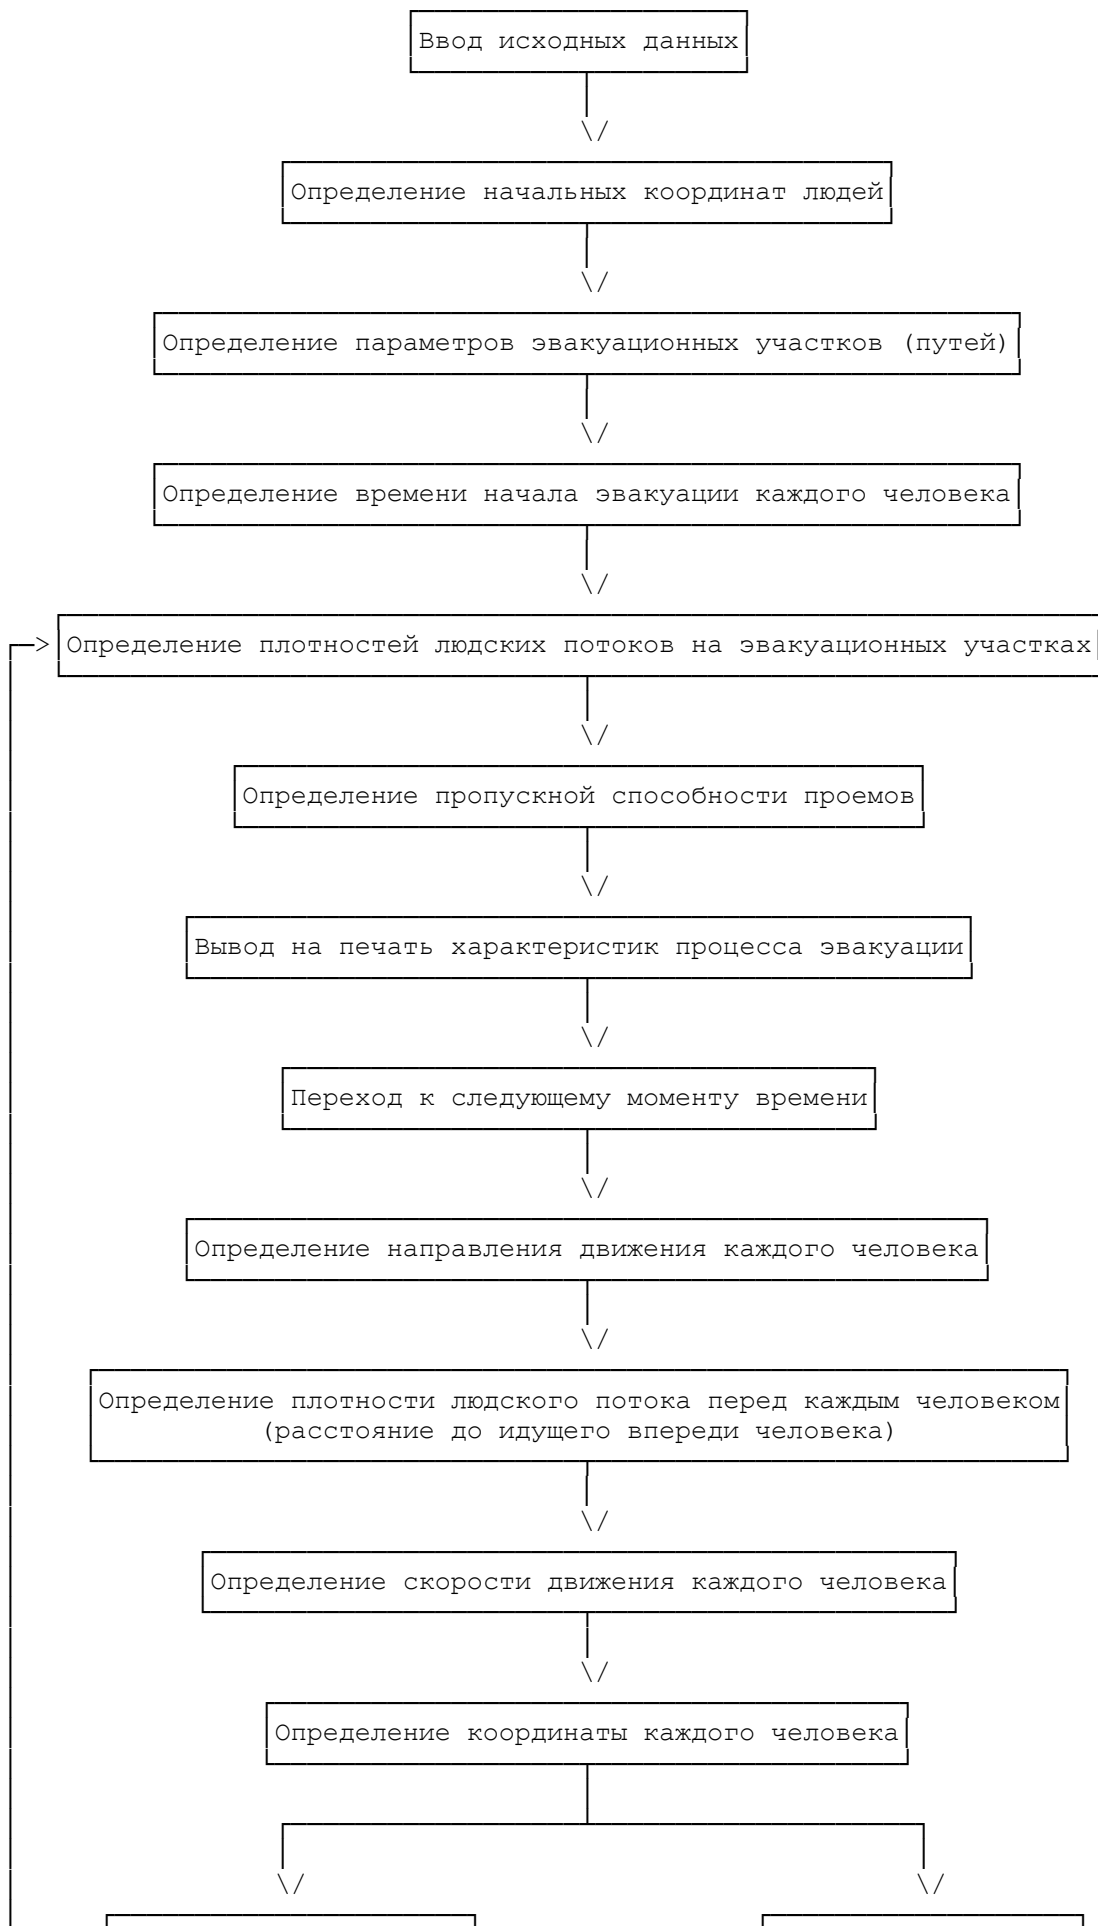 Ввод исходных данных
Определение начальных координат людей
Определение параметров эвакуационных участков (путей)
Определение времени начала эвакуации каждого человека
Определение плотностей людских потоков на эвакуационных участках
Определение пропускной способности проемов
Вывод на печать характеристик процесса эвакуации
Переход к следующему моменту времени
Определение направления движения каждого человека
Определение плотности людского потока перед каждым человеком
(расстояние до идущего впереди человека)
Определение скорости движения каждого человека
Определение координаты каждого человека